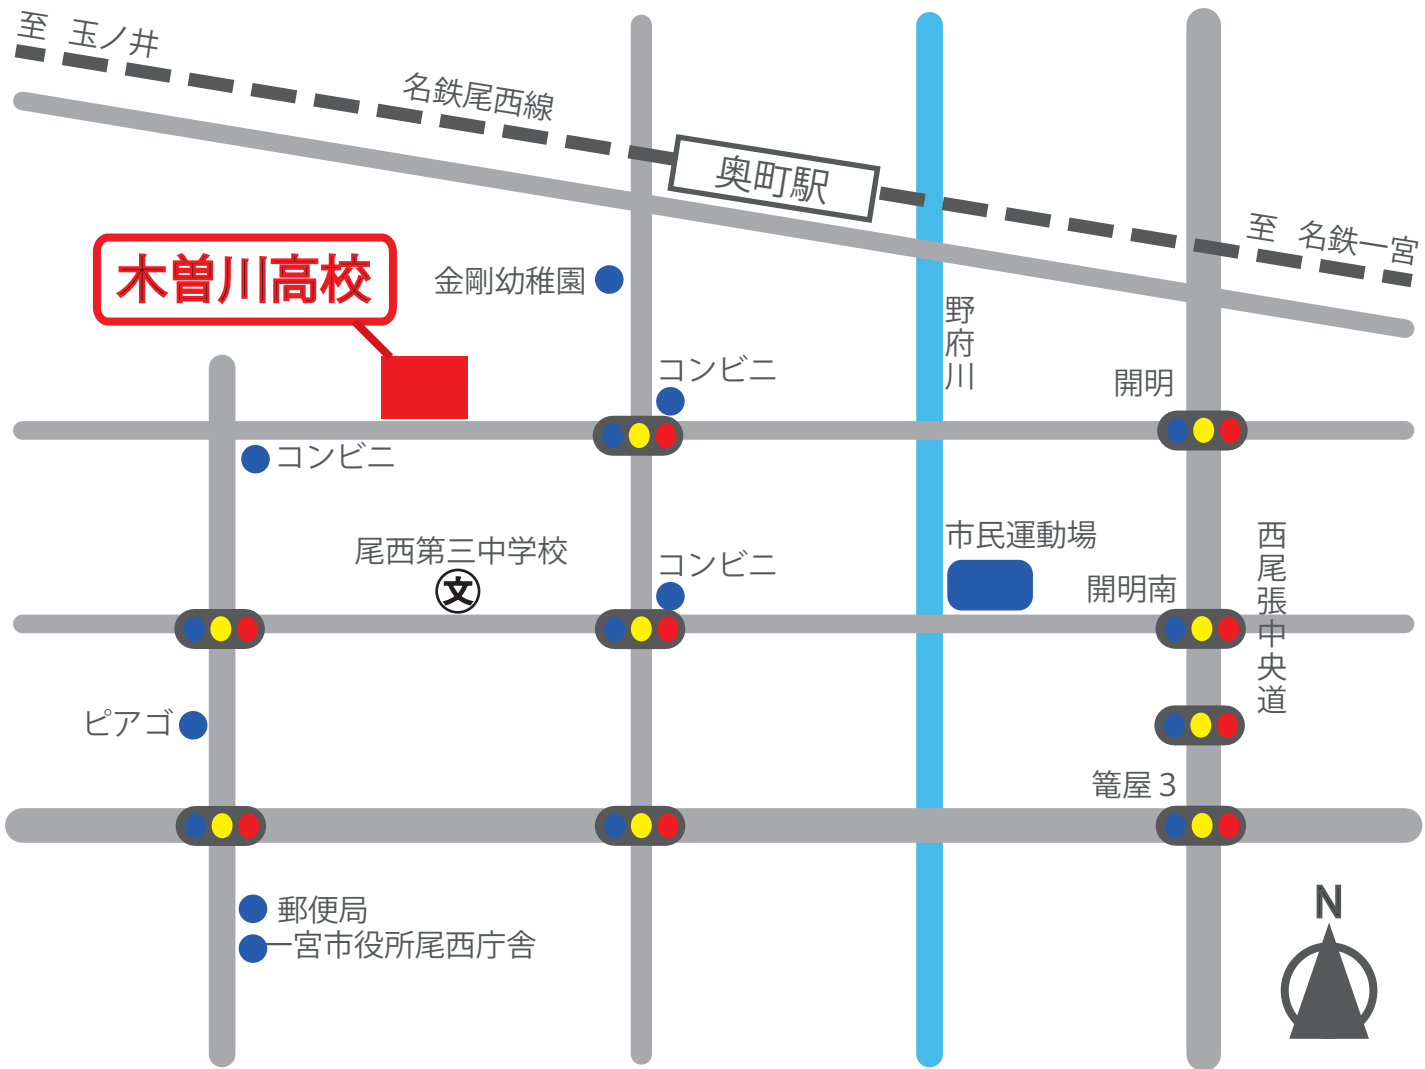 至 玉ノ井
名鉄尾西線
奥町駅
至 名鉄一宮
木曽川高校
金剛幼稚園
野府川
コンビニ
開明
コンビニ
市民運動場
西尾張中央道
尾西第三中学校
文
コンビニ
開明南
ピアゴ
篭屋3
郵便局
一宮市役所尾西庁舎
N